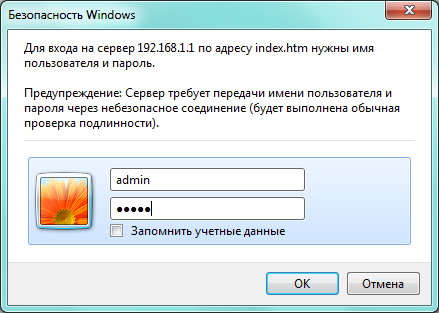 Безопасность Windows
Для входа на сервер 192.168.1.1 по адресу index.htm нужны имя
пользователя и пароль.
Предупреждение: Сервер требует передачи имени пользователя и
пароля через небезопасное соединение (будет выполнена обычная
проверка подлинности).
admin
●●●●●
Запомнить учетные данные
OK
Отмена